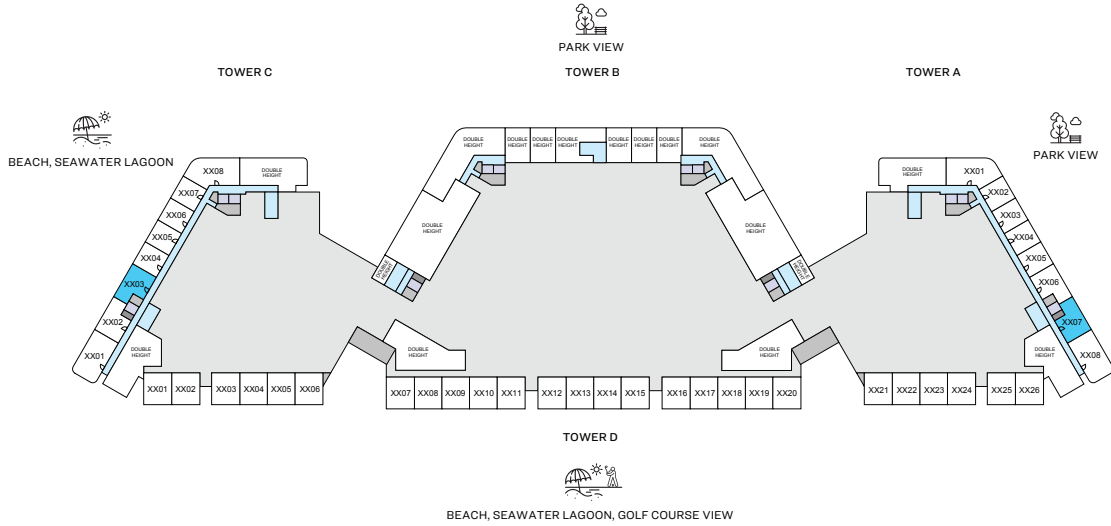 PARK VIEW
TOWER C
TOWER B
TOWER A
BEACH, SEAWATER LAGOON
PARK VIEW
DOUBLE HEIGHT
DOUBLE HEIGHT
DOUBLE HEIGHT
DOUBLE HEIGHT
DOUBLE HEIGHT
DOUBLE HEIGHT
DOUBLE HEIGHT
DOUBLE HEIGHT
XX08
DOUBLE HEIGHT
DOUBLE HEIGHT
XX01
XX07
XX02
XX06
XX03
XX05
XX04
DOUBLE HEIGHT
DOUBLE HEIGHT
XX04
XX05
XX03
DOUBLE HEIGHT
DOUBLE HEIGHT
XX06
XX02
XX07
XX01
DOUBLE HEIGHT
DOUBLE HEIGHT
DOUBLE HEIGHT
DOUBLE HEIGHT
XX08
XX01 XX02 XX03 XX04 XX05 XX06 XX07 XX08 XX09 XX10 XX11 XX12 XX13 XX14 XX15 XX16 XX17 XX18 XX19 XX20 XX21 XX22 XX23 XX24 XX25 XX26
TOWER D
BEACH, SEAWATER LAGOON, GOLF COURSE VIEW